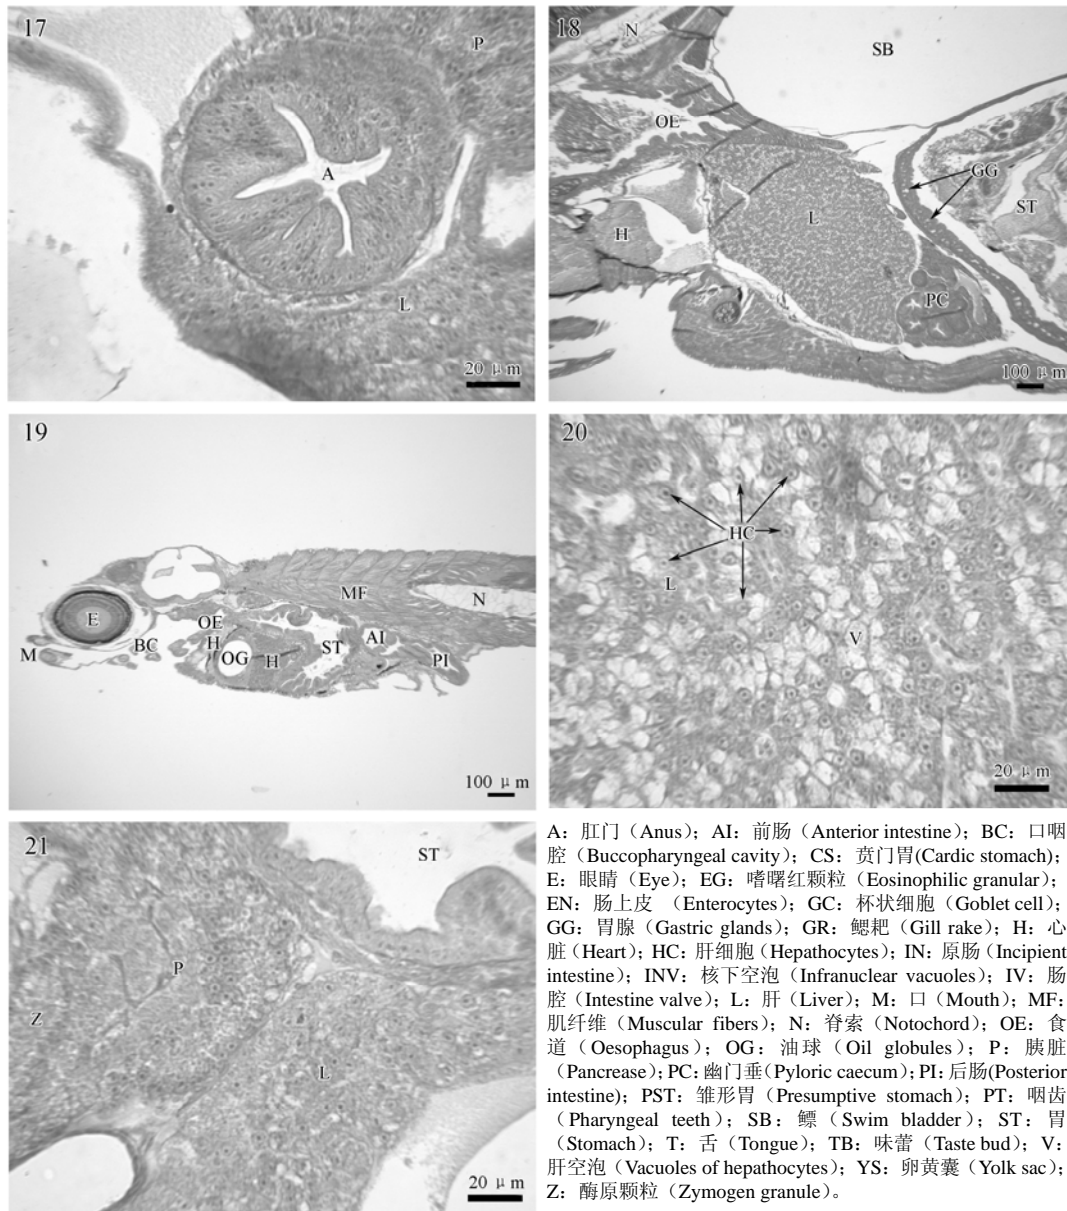 17
P
A
L
20 μm
18
N
SB
OE
GG
ST
L
H
PC
100 μm
19
E
MF
N
OE
BC
H
ST
AI
M
OG
H
PI
100 μm
20
HC
L
V
20 μm
21
ST
P
Z
L
20 μm
A：肛门（Anus）；AI：前肠（Anterior intestine）；BC：口咽
腔（Buccopharyngeal cavity）；CS：贲门胃(Cardic stomach)；
E：眼睛（Eye）；EG：嗜曙红颗粒（Eosinophilic granular）；
EN：肠上皮 （Enterocytes）；GC：杯状细胞（Goblet cell）；
GG：胃腺（Gastric glands）；GR：鳃耙（Gill rake）；H：心
脏（Heart）；HC：肝细胞（Hepatocytes）；IN：原肠（Incipient
intestine）；INV：核下空泡（Infranuclear vacuoles）；IV：肠
腔（Intestine valve）；L：肝（Liver）；M：口（Mouth）；MF：
肌纤维（Muscular fibers）；N：脊索（Notochord）；OE：食
道（Oesophagus）；OG：油球（Oil globules）；P：胰脏
（Pancrease）；PC：幽门垂(Pyloric caecum)；PI：后肠(Posterior
intestine)；PST：雏形胃（Presumptive stomach）；PT：咽齿
（Pharyngeal teeth）；SB：鳔（Swim bladder）；ST：胃
（Stomach）；T：舌（Tongue）；TB：味蕾（Taste bud）；V：
肝空泡（Vacuoles of hepatocytes）；YS：卵黄囊（Yolk sac）；
Z：酶原颗粒（Zymogen granule）。